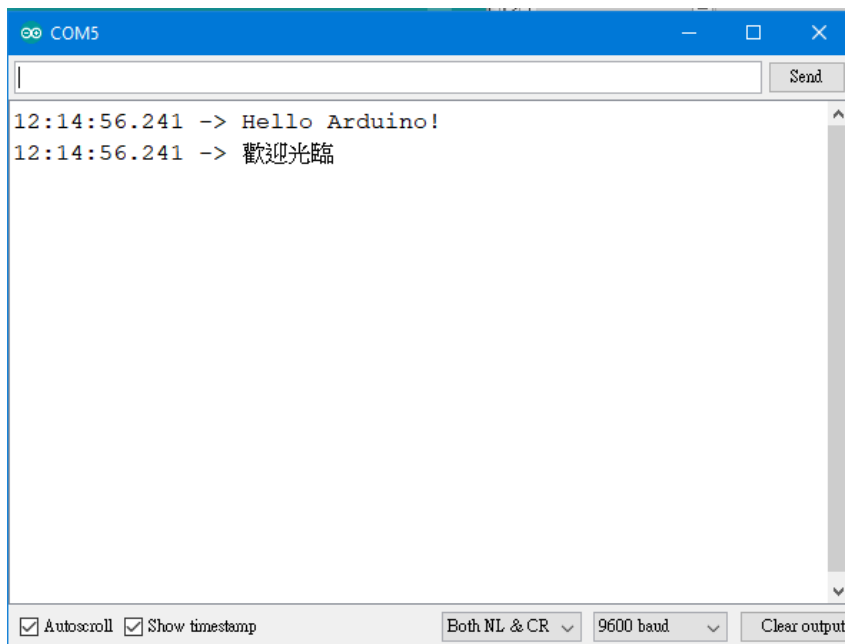 COM5
Send
12:14:56.241 -> Hello Arduino!
12:14:56.241 -> 歡迎光臨
Autoscroll Show timestamp Both NL & CR 9600 baud Clear output